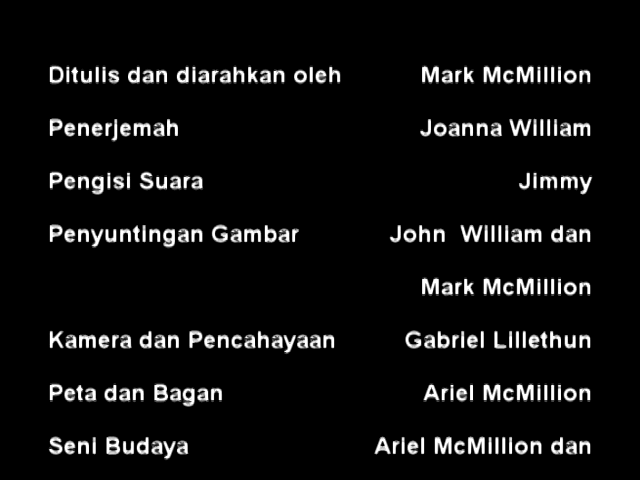 Ditulis dan diarahkan oleh Mark McMillion
Penerjemah Joanna William
Pengisi Suara Jimmy
Penyuntingan Gambar John William dan
Mark McMillion
Kamera dan Pencahayaan Gabriel Lillethun
Peta dan Bagan Ariel McMillion
Seni Budaya Ariel McMillion dan